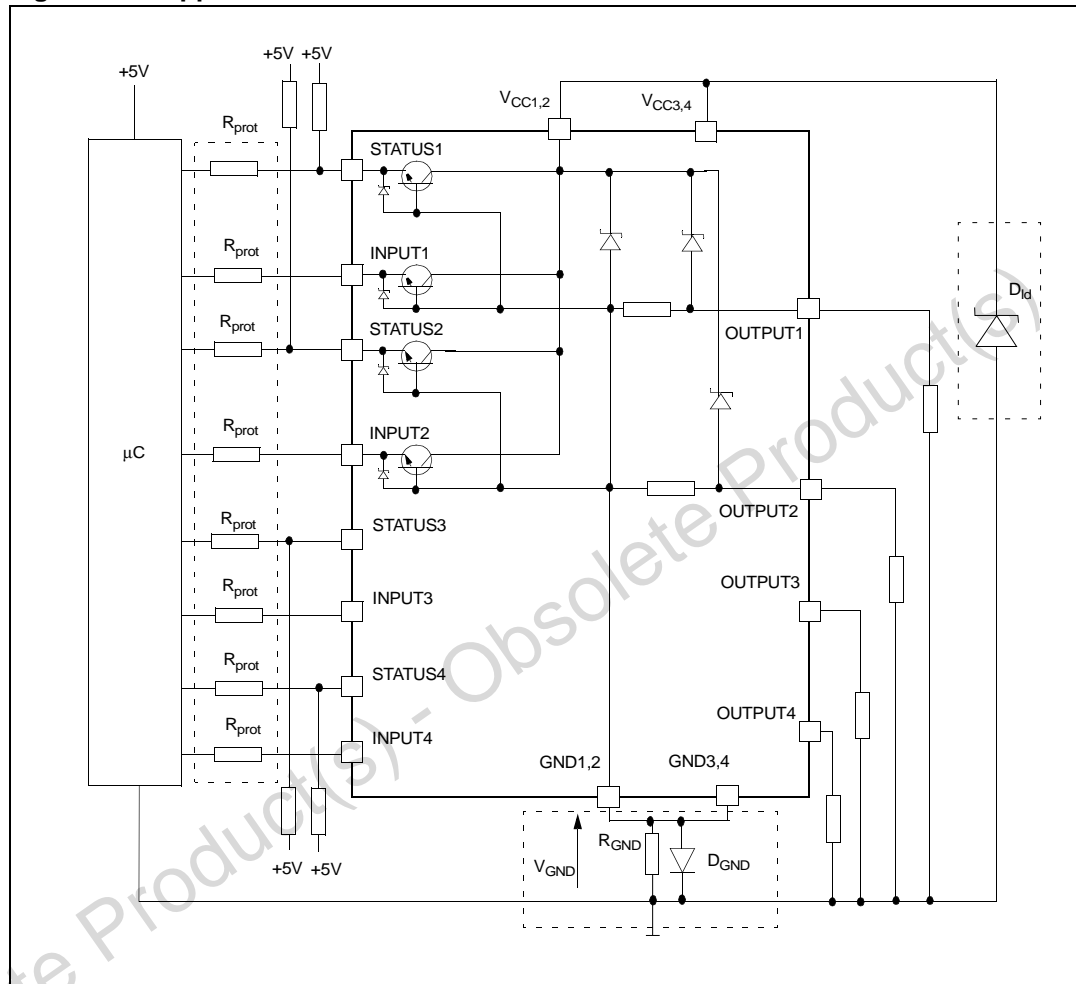 +5V +5V
+5V
VCC1,2
VCC3,4
Rprot
STATUS1
Rprot
INPUT1
Dld
Rprot
STATUS2
OUTPUT1
Rprot
INPUT2
μC
OUTPUT2
Rprot
STATUS3
OUTPUT3
Rprot
INPUT3
Rprot
STATUS4
OUTPUT4
Rprot
INPUT4
GND1,2
GND3,4
RGND
VGND
DGND
+5V +5V
te Product(s) - Obsolete Product(s)